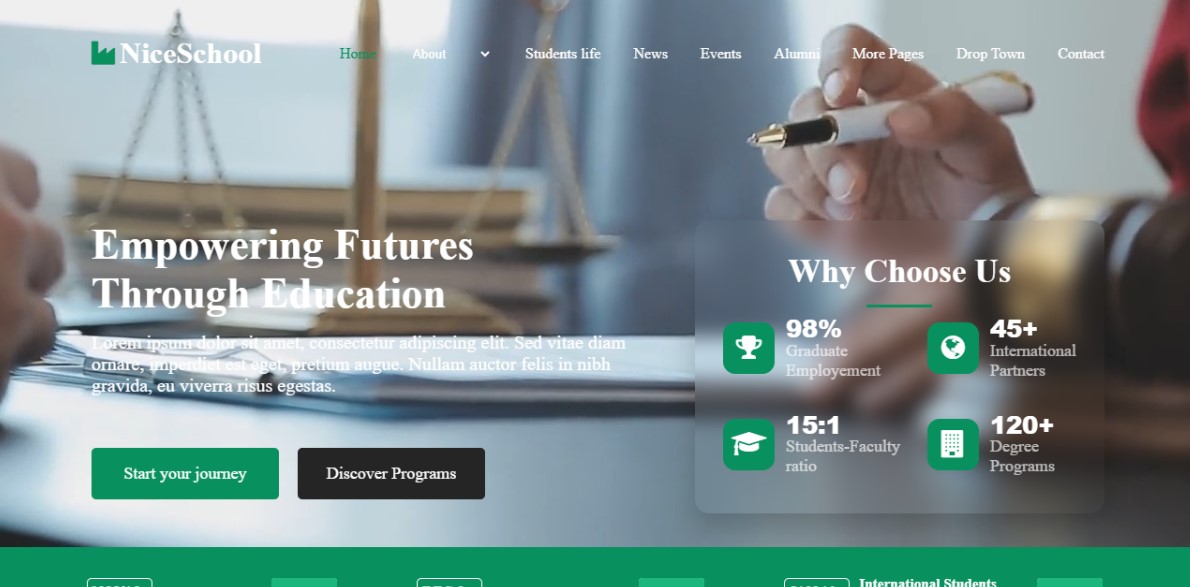 NiceSchool
Home About Students life News Events Alumni More Pages Drop Town Contact
Empowering Futures
Through Education
Lorem ipsum dolor sit amet, consectetur adipiscing elit. Sed vitae diam
ornare, imperdiet est eget, pretium augue. Nullam auctor felis in nibh
gravida, eu viverra risus egestas.
Start your journey
Discover Programs
Why Choose Us
98%
Graduate
Employement
45+
International
Partners
15:1
Students-Faculty
ratio
120+
Degree
Programs
International Students